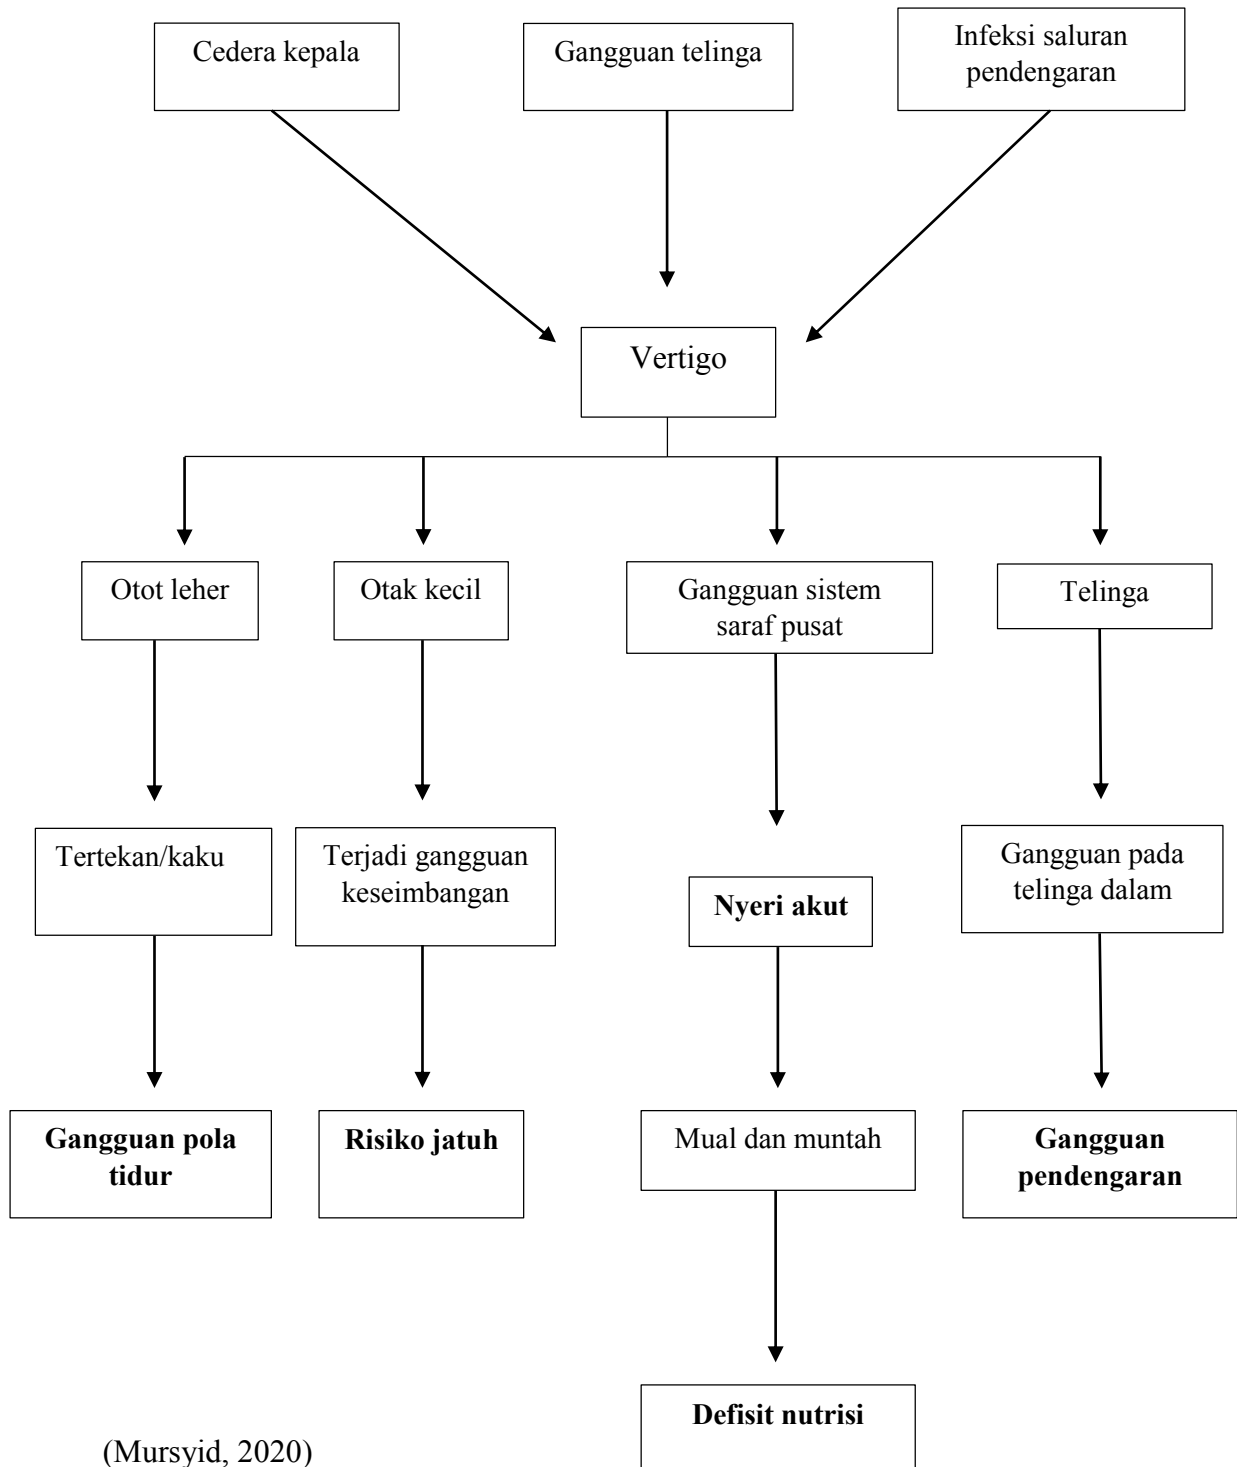 Cedera kepala
Gangguan telinga
Infeksi saluran
pendengaran
Vertigo
Otot leher
Otak kecil
Gangguan sistem
saraf pusat
Telinga
Tertekan/kaku
Terjadi gangguan
keseimbangan
Nyeri akut
Gangguan pada
telinga dalam
Gangguan pola
tidur
Risiko jatuh
Mual dan muntah
Gangguan
pendengaran
Defisit nutrisi
(Mursyid, 2020)